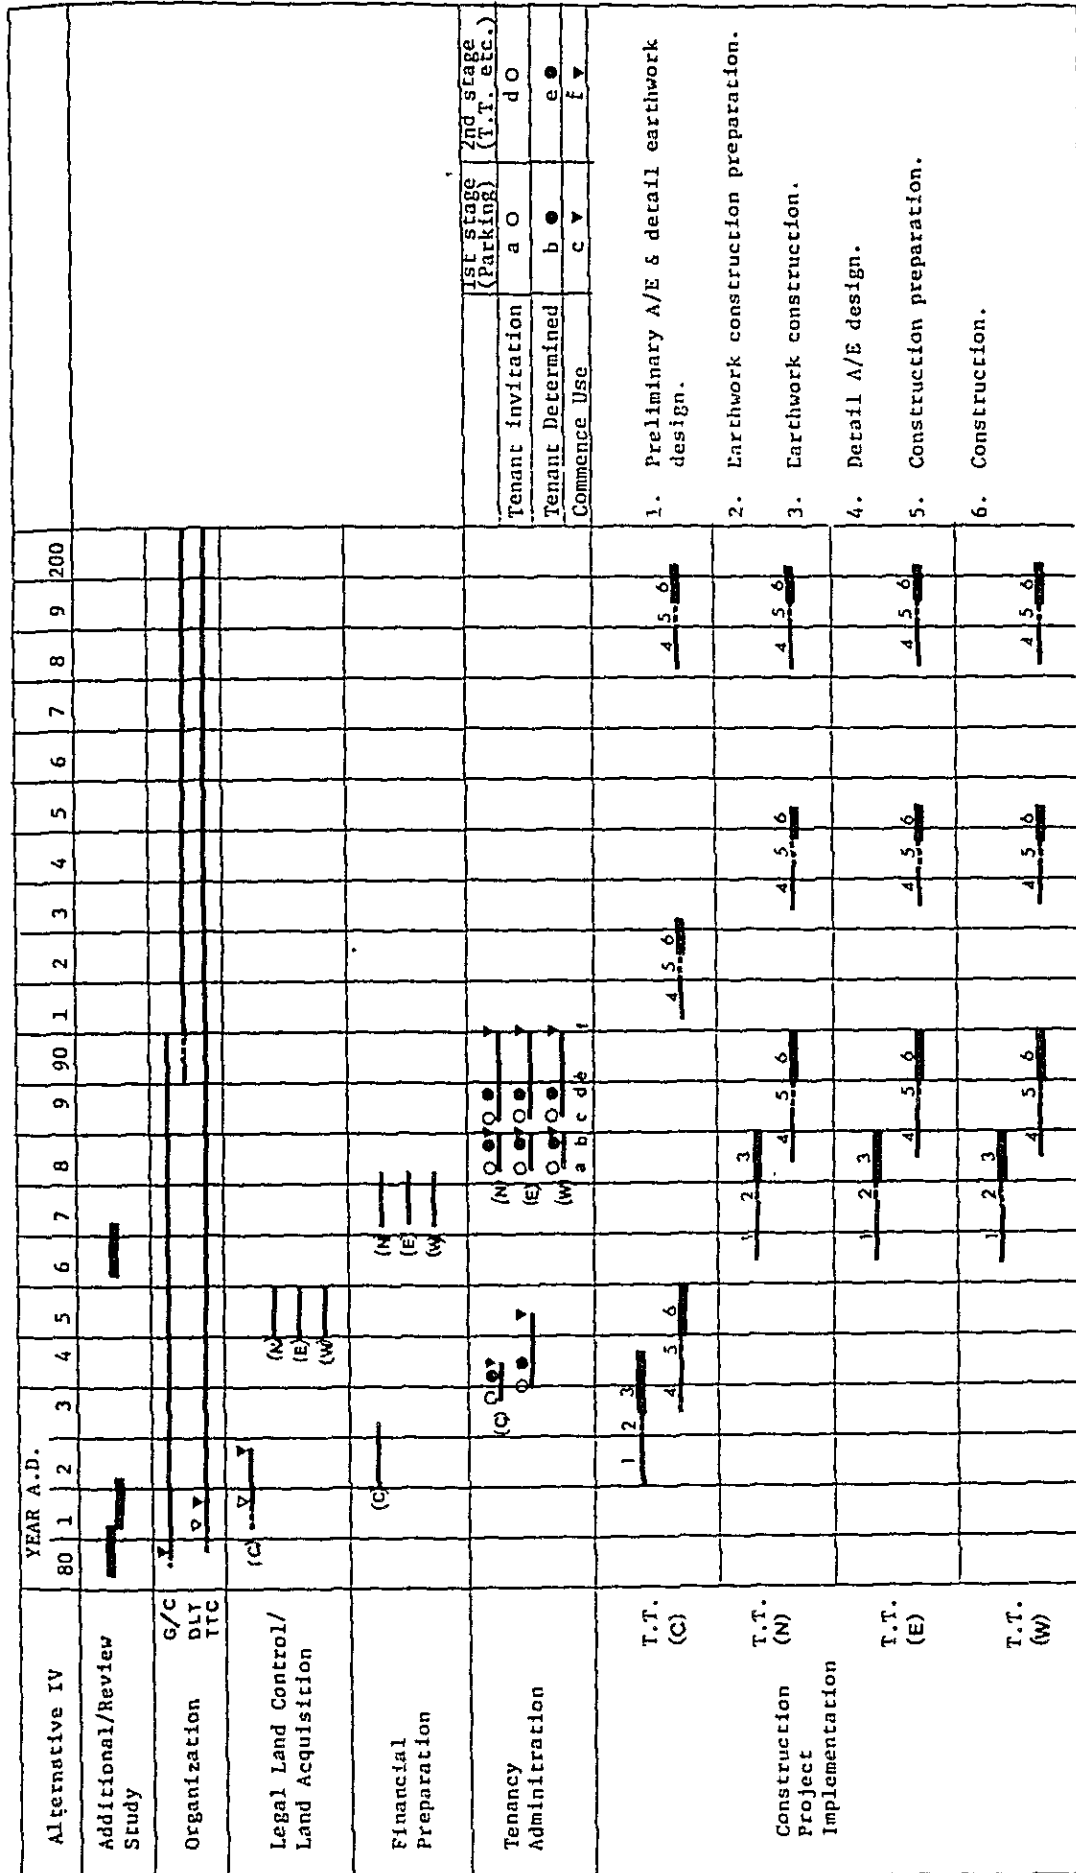 Alternative IV
YEAR A.D.
80 1 2 3 4 5 6 7 8 9 90 1 2 3 4 5 6 7 8 9 200
Additional/Review
Study
Organization
G/C
DLT
TTC
Legal Land Control/
Land Acquisition
(C)
(N)
(E)
(W)
Financial
Preparation
(C)
(N)
(E)
(W)
Tenancy
Adminitration
(C)
(N)
(E)
(W)
a b c d e f
1st stage
(Parking)
2nd stage
(T.T. etc.)
Tenant invitation a d
Tenant Determined b e
Commence Use c f
Construction
Project
Implementation
T.T.
(C)
1 2 3
4 5 6
4 5 6
4 5 6
T.T.
(N)
1 2 3
4 5 6
4 5 6
4 5 6
T.T.
(E)
1 2 3
4 5 6
4 5 6
4 5 6
T.T.
(W)
1 2 3
4 5 6
4 5 6
4 5 6
1. Preliminary A/E & detail earthwork
design.
2. Earthwork construction preparation.
3. Earthwork construction.
4. Detail A/E design.
5. Construction preparation.
6. Construction.